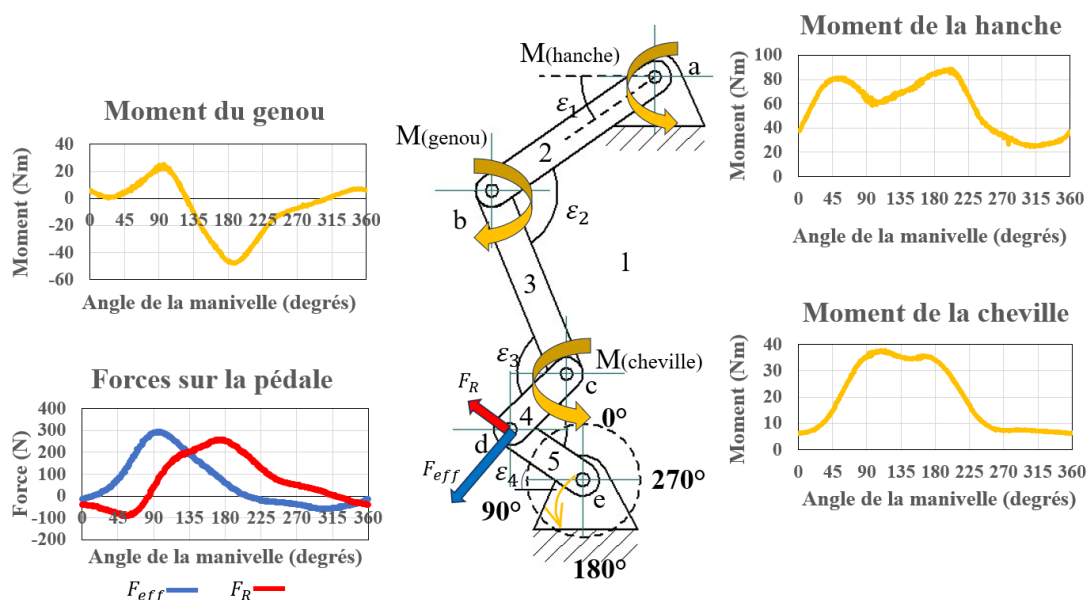 Moment du genou
Moment (Nm)
40
20
0
-20
-40
-60
0 45 90 135 180 225 270 315 360
Angle de la manivelle (degrés)
Forces sur la pédale
Force (N)
400
300
200
100
0
-100
-200
0 45 90 135 180 225 270 315 360
Angle de la manivelle (degrés)
F_eff F_R
M(hanche)
a
ε1
2
M(genou)
b
ε2
1
3
ε3
M(cheville)
c
F_R
4
0°
d
F_eff
5
ε4
270°
e
90°
180°
Moment de la hanche
Moment (Nm)
100
80
60
40
20
0
0 45 90 135 180 225 270 315 360
Angle de la manivelle (degrés)
Moment de la cheville
Moment (Nm)
40
30
20
10
0
0 45 90 135 180 225 270 315 360
Angle de la manivelle (degrés)